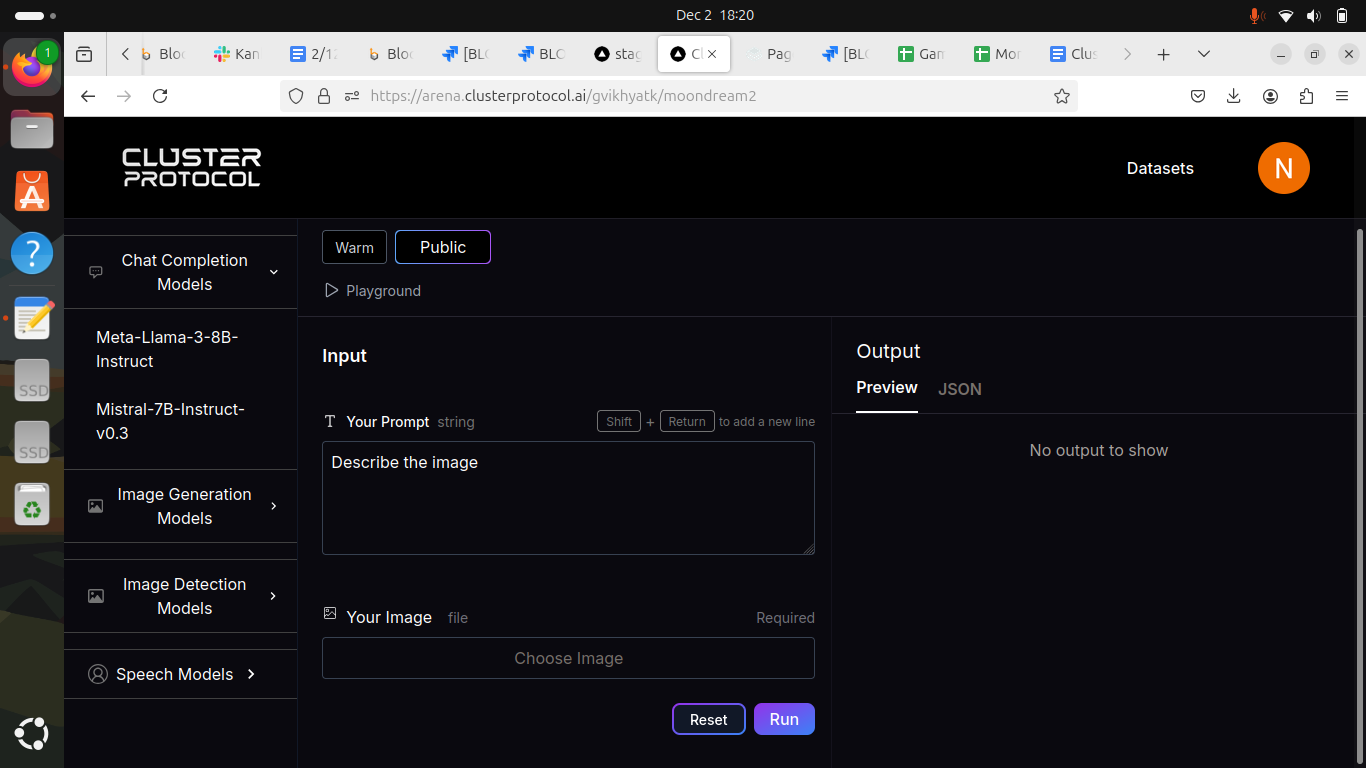 Dec 2 18:20
1
Bloc
Kan
2/12
Bloc
[BLC
BLO
stag
Cl
Pag
[BLC
Gam
Mor
Clus
https://arena.clusterprotocol.ai/gvikhyatk/moondream2
CLUSTER
PROTOCOL
Datasets
N
Chat Completion
Models
Meta-Llama-3-8B-
Instruct
Mistral-7B-Instruct-
v0.3
Image Generation
Models
Image Detection
Models
Speech Models
Warm
Public
Playground
Input
Your Prompt string
Shift + Return to add a new line
Describe the image
Your Image file
Required
Choose Image
Reset
Run
Output
Preview
JSON
No output to show
SSD
SSD